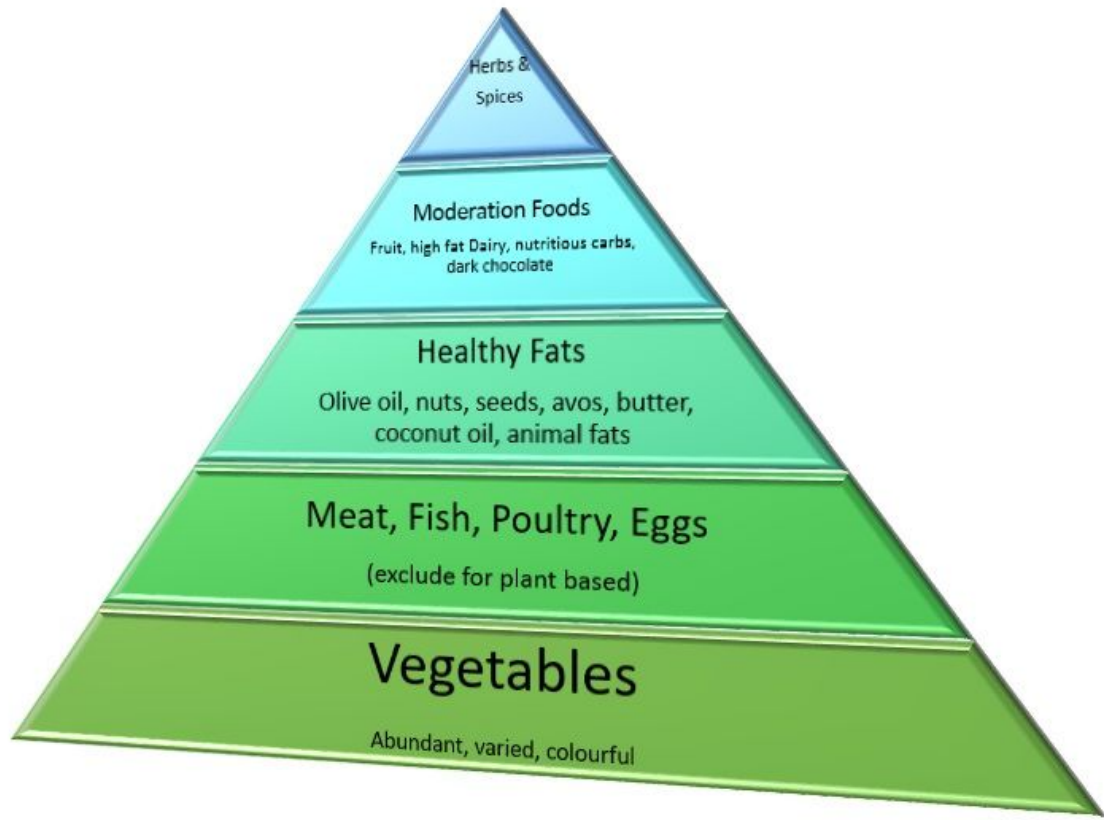 Herbs &
Spices
Moderation Foods
Fruit, high fat Dairy, nutritious carbs,
dark chocolate
Healthy Fats
Olive oil, nuts, seeds, avos, butter,
coconut oil, animal fats
Meat, Fish, Poultry, Eggs
(exclude for plant based)
Vegetables
Abundant, varied, colourful